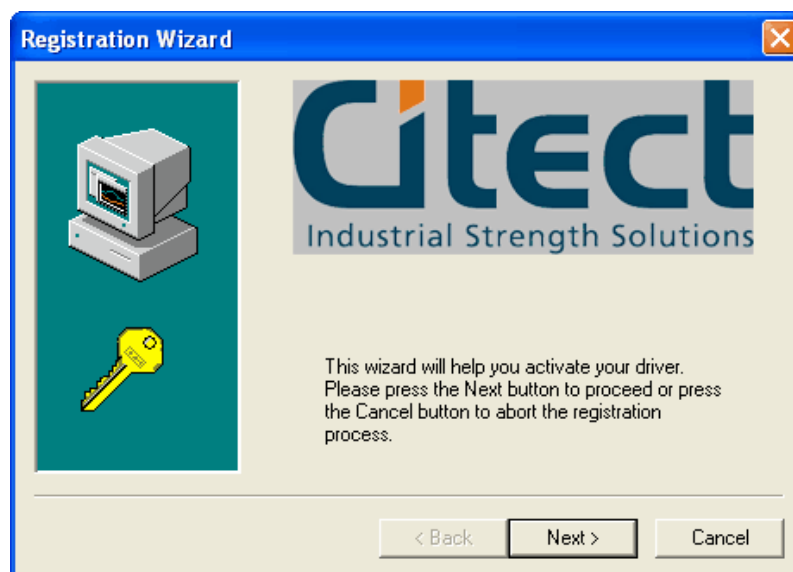 Registration Wizard
Citect
Industrial Strength Solutions
This wizard will help you activate your driver.
Please press the Next button to proceed or press
the Cancel button to abort the registration
process.
< Back
Next >
Cancel